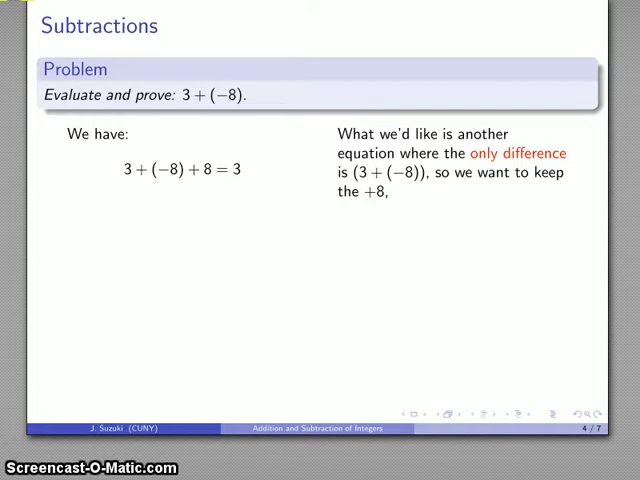 Subtractions
Problem
Evaluate and prove: 3 + (−8).
We have:
3 + (−8) + 8 = 3
What we'd like is another
equation where the only difference
is (3 + (−8)), so we want to keep
the +8,
J. Suzuki (CUNY)
Addition and Subtraction of Integers
4 / 7
Screencast-O-Matic.com